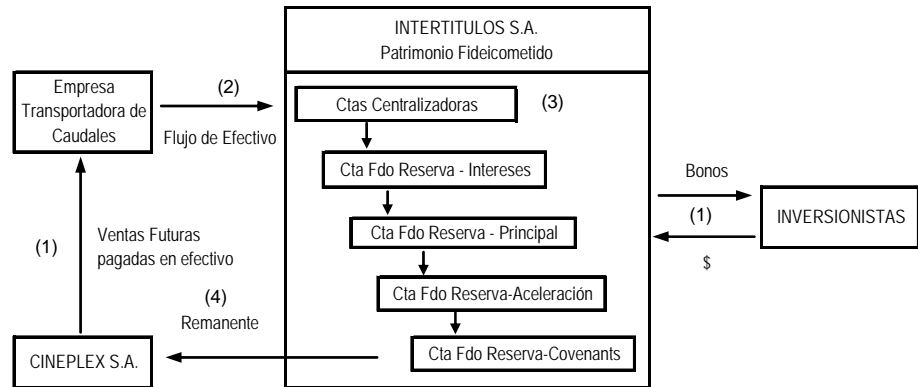 INTERTITULOS S.A.
Patrimonio Fideicometido
Empresa
Transportadora de
Caudales
(2)
Flujo de Efectivo
Ctas Centralizadoras
(3)
Cta Fdo Reserva - Intereses
Cta Fdo Reserva - Principal
Cta Fdo Reserva-Aceleración
Cta Fdo Reserva-Covenants
Bonos
(1)
$
INVERSIONISTAS
(1)
Ventas Futuras
pagadas en efectivo
(4)
Remanente
CINEPLEX S.A.